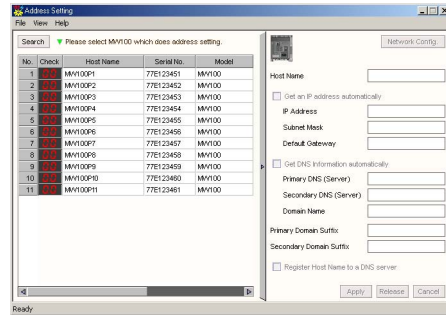 Address Setting
File View Help
Search Please select MW100 which does address setting.
No. Check Host Name Serial No. Model
1 MW100P1 77E123451 MW100
2 MW100P2 77E123452 MW100
3 MW100P3 77E123453 MW100
4 MW100P4 77E123454 MW100
5 MW100P5 77E123455 MW100
6 MW100P6 77E123456 MW100
7 MW100P7 77E123457 MW100
8 MW100P8 77E123458 MW100
9 MW100P9 77E123459 MW100
10 MW100P10 77E123460 MW100
11 MW100P11 77E123461 MW100
Network Config.
Host Name
Get an IP address automatically
IP Address
Subnet Mask
Default Gateway
Get DNS Information automatically
Primary DNS (Server)
Secondary DNS (Server)
Domain Name
Primary Domain Suffix
Secondary Domain Suffix
Register Host Name to a DNS server
Apply Release Cancel
Ready